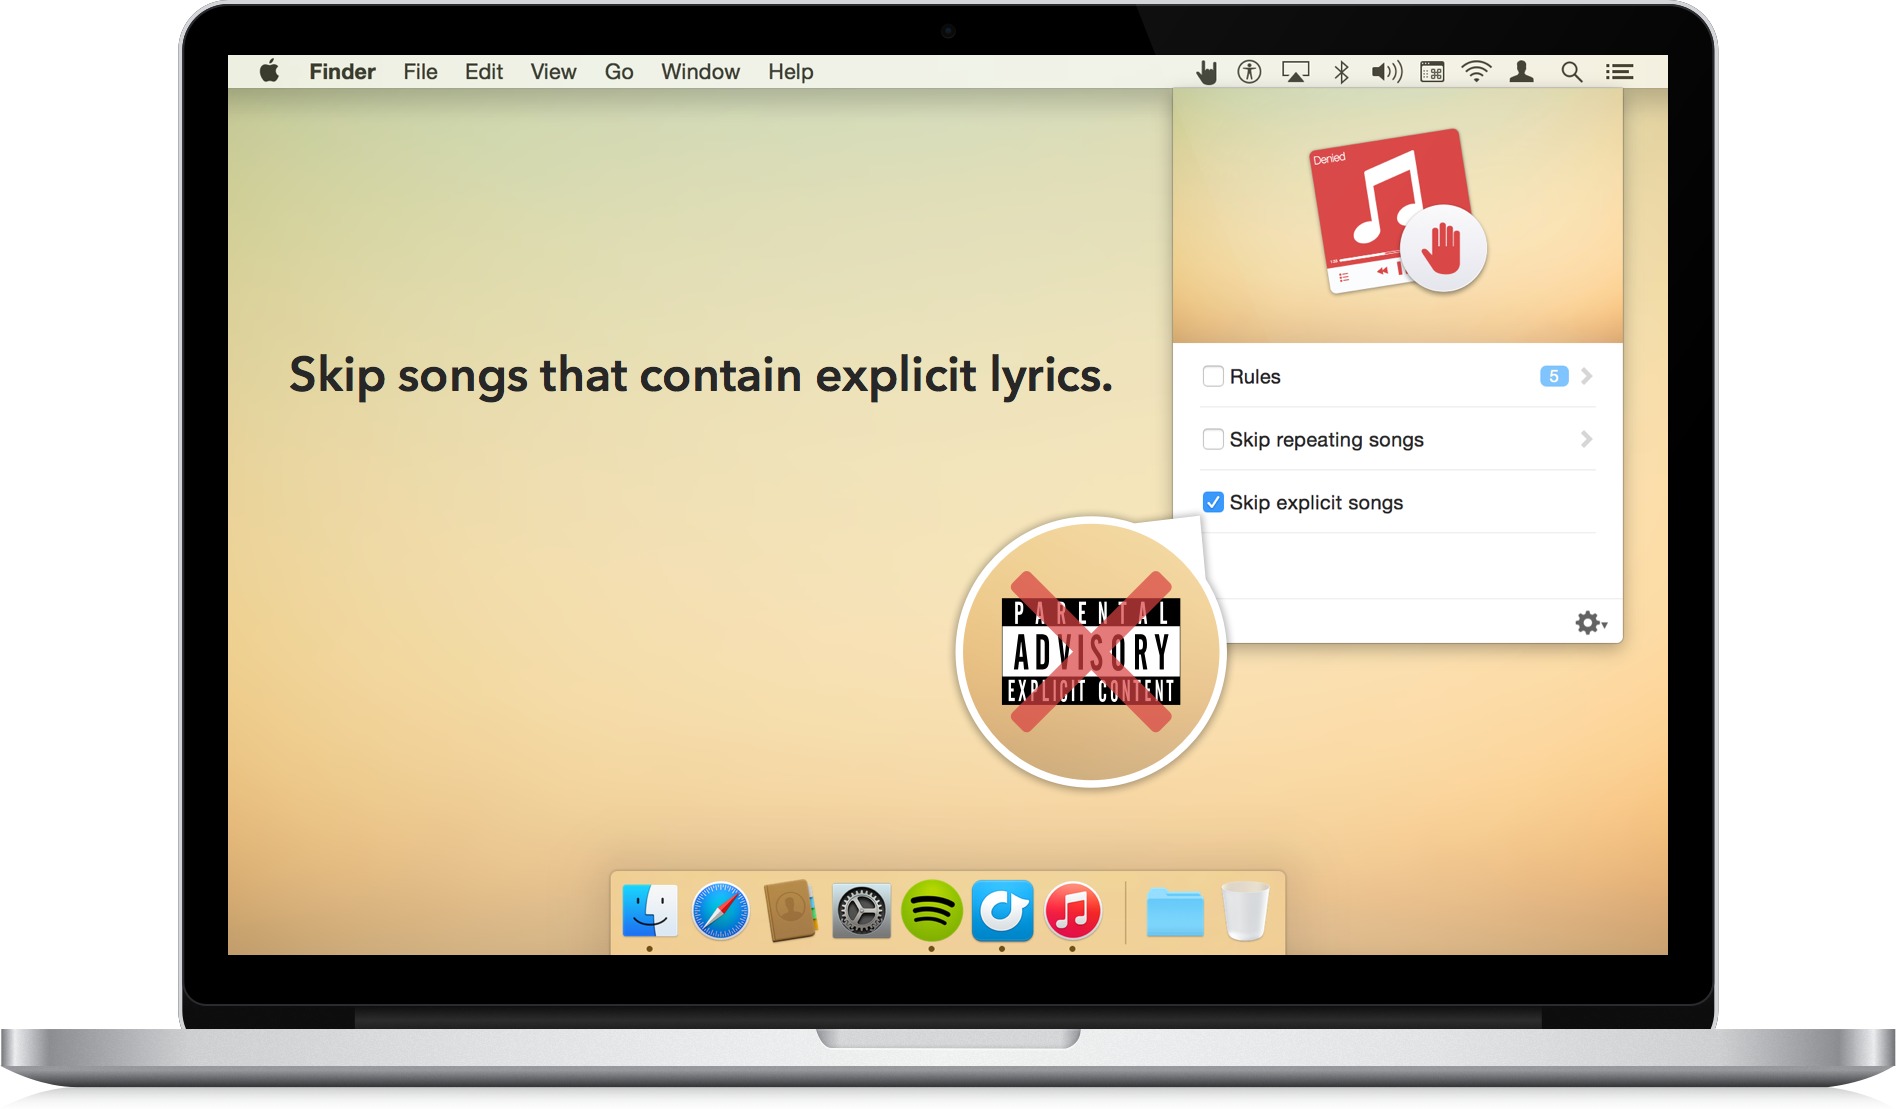 Finder File Edit View Go Window Help
Denied
Skip songs that contain explicit lyrics.
Rules 5
Skip repeating songs
Skip explicit songs
PARENTAL
ADVISORY
EXPLICIT CONTENT